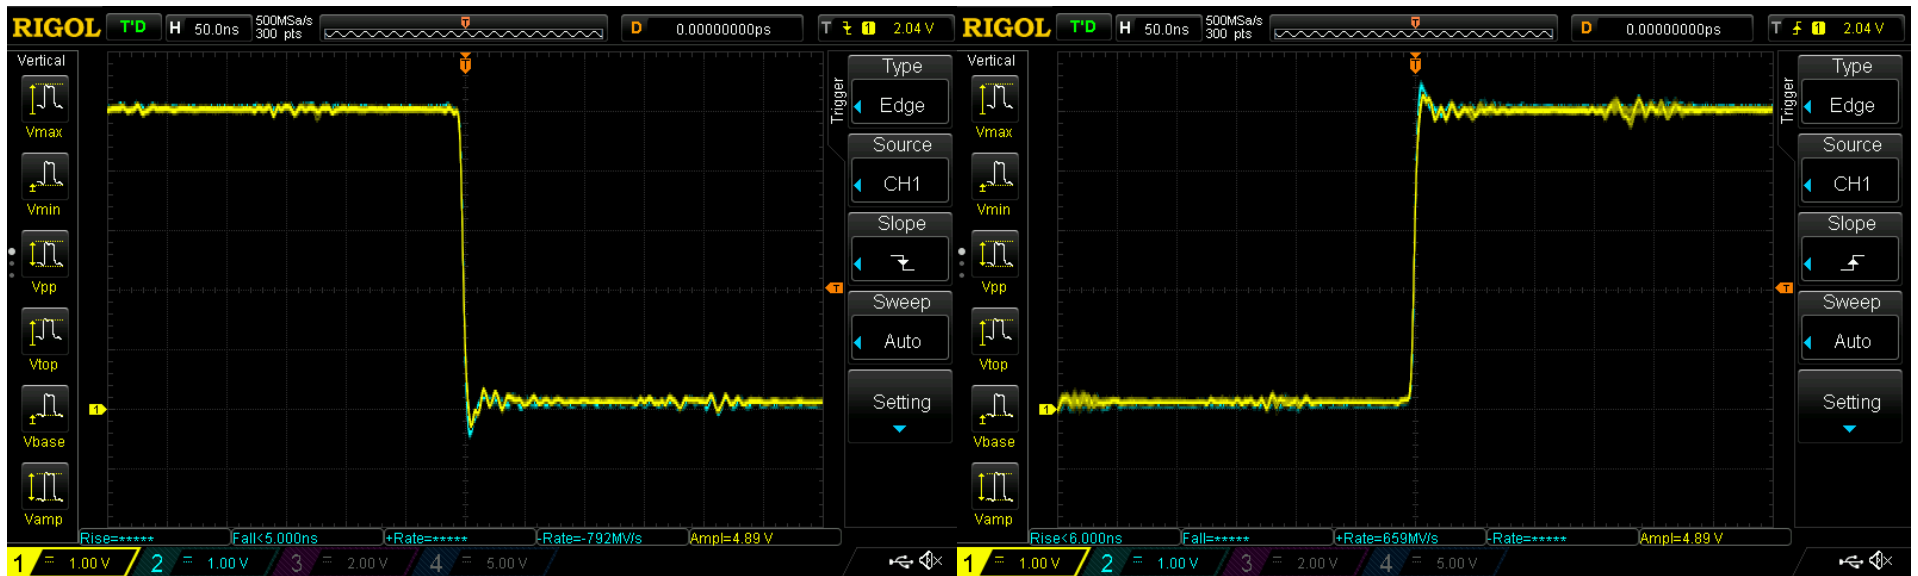 RIGOL T'D H 50.0ns 500MSa/s 300 pts T D 0.00000000ps T 1 2.04 V
Vertical
Vmax
Vmin
Vpp
Vtop
Vbase
Vamp
T
1
T
Trigger
Type
Edge
Source
CH1
Slope
Sweep
Auto
Setting
Rise=***** Fall<5.000ns +Rate=***** -Rate=-792MV/s Ampl=4.89 V
1 = 1.00 V 2 = 1.00 V 3 = 2.00 V 4 = 5.00 V
RIGOL T'D H 50.0ns 500MSa/s 300 pts T D 0.00000000ps T 1 2.04 V
Vertical
Vmax
Vmin
Vpp
Vtop
Vbase
Vamp
T
1
T
Trigger
Type
Edge
Source
CH1
Slope
Sweep
Auto
Setting
Rise<6.000ns Fall=***** +Rate=659MV/s -Rate=***** Ampl=4.89 V
1 = 1.00 V 2 = 1.00 V 3 = 2.00 V 4 = 5.00 V